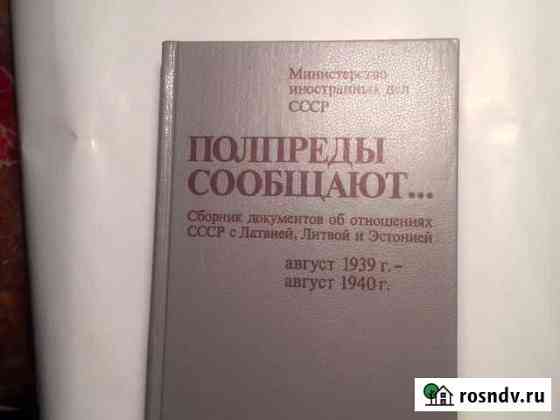 Министерство
иностранных дел
СССР
ПОЛПРЕДЫ
СООБЩАЮТ...
Сборник документов об отношениях
СССР с Латвией, Литвой и Эстонией
август 1939 г. –
август 1940 г.
rosndv.ru